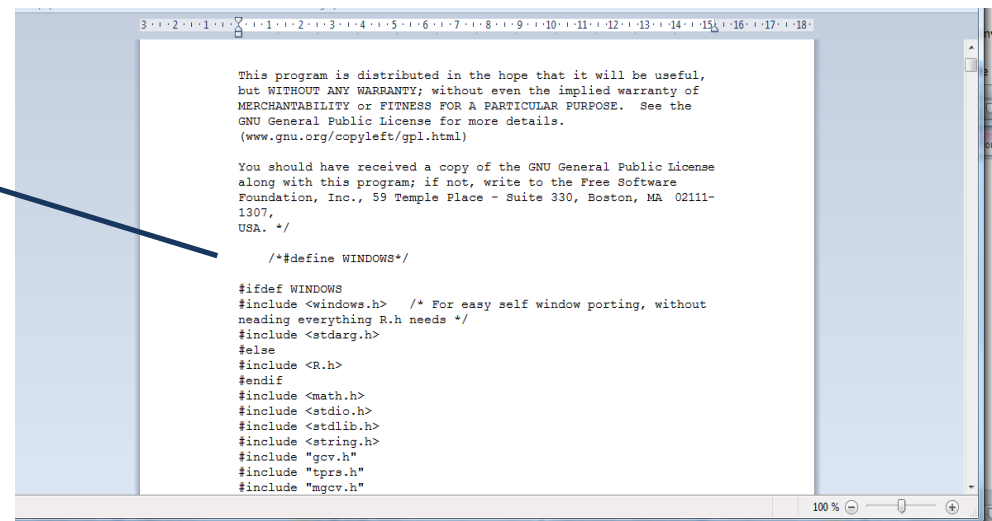 3 · 2 · 1 · 1 · 2 · 3 · 4 · 5 · 6 · 7 · 8 · 9 · 10 · 11 · 12 · 13 · 14 · 15 · 16 · 17 · 18
This program is distributed in the hope that it will be useful,
but WITHOUT ANY WARRANTY; without even the implied warranty of
MERCHANTABILITY or FITNESS FOR A PARTICULAR PURPOSE.  See the
GNU General Public License for more details.
(www.gnu.org/copyleft/gpl.html)
You should have received a copy of the GNU General Public License
along with this program; if not, write to the Free Software
Foundation, Inc., 59 Temple Place - Suite 330, Boston, MA  02111-
1307,
USA. */
/*#define WINDOWS*/
#ifdef WINDOWS
#include <windows.h>   /* For easy self window porting, without
neading everything R.h needs */
#include <stdarg.h>
#else
#include <R.h>
#endif
#include <math.h>
#include <stdio.h>
#include <stdlib.h>
#include <string.h>
#include "gcv.h"
#include "tprs.h"
#include "mgcv.h"
100 %